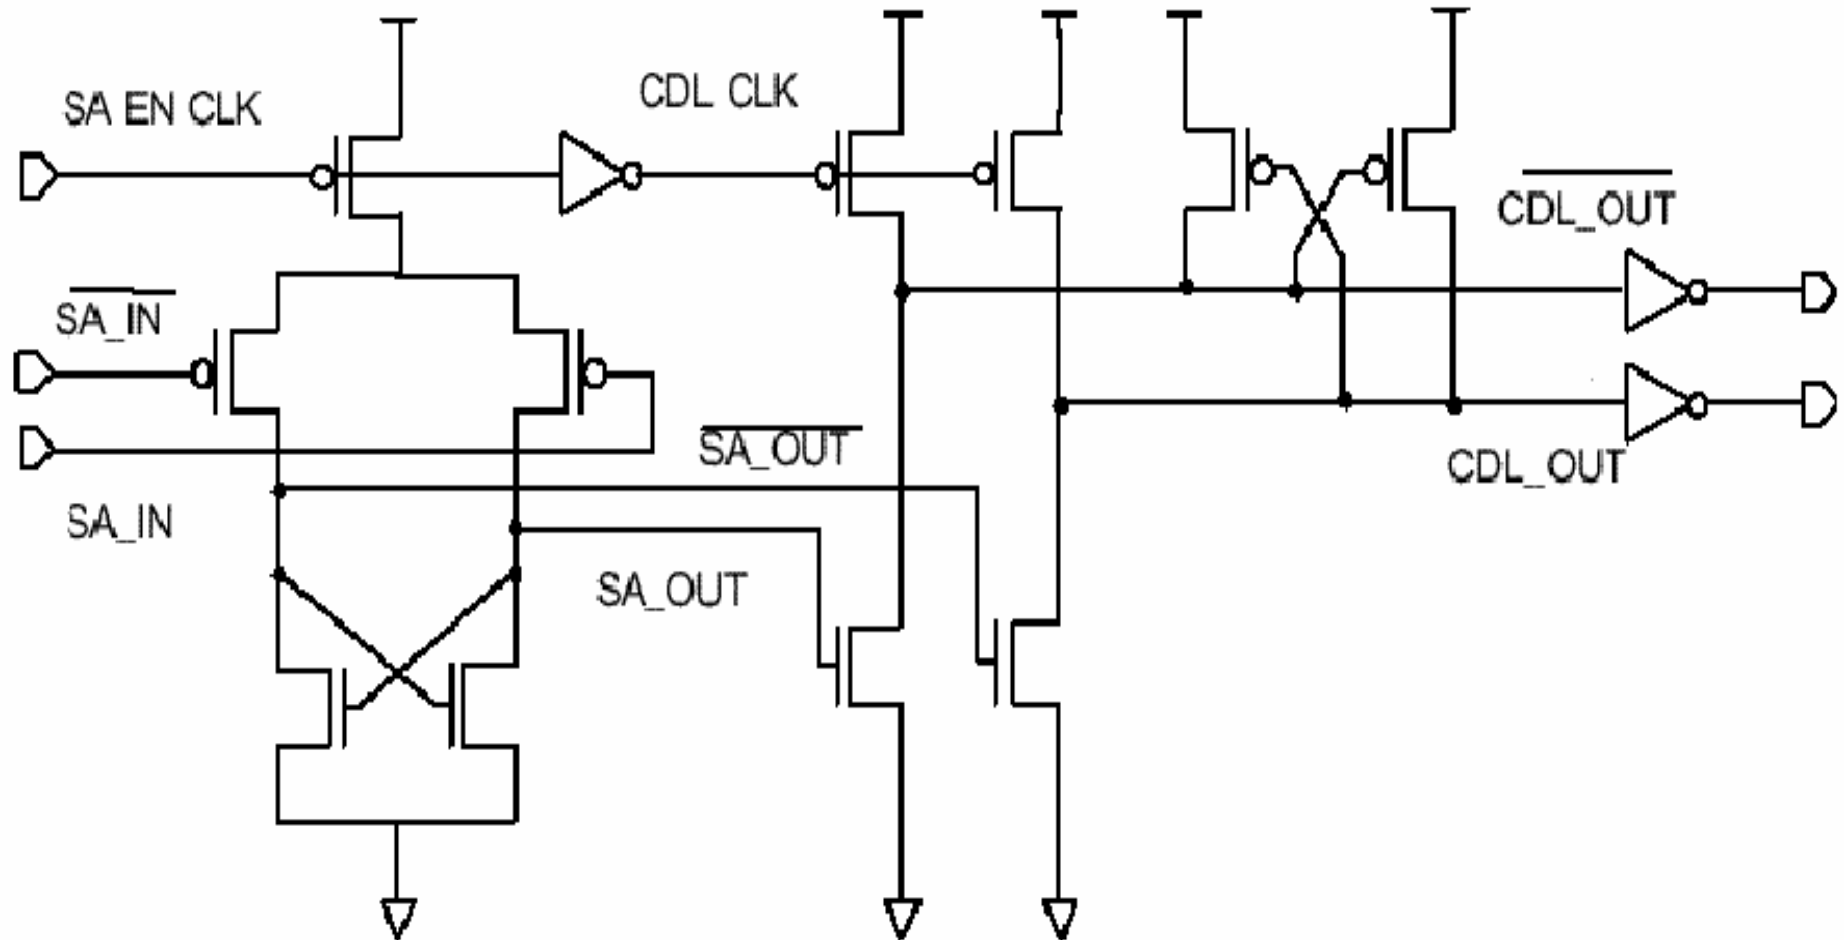 SA EN CLK
CDL CLK
CDL_OUT
SA_IN
SA_OUT
CDL_OUT
SA_IN
SA_OUT